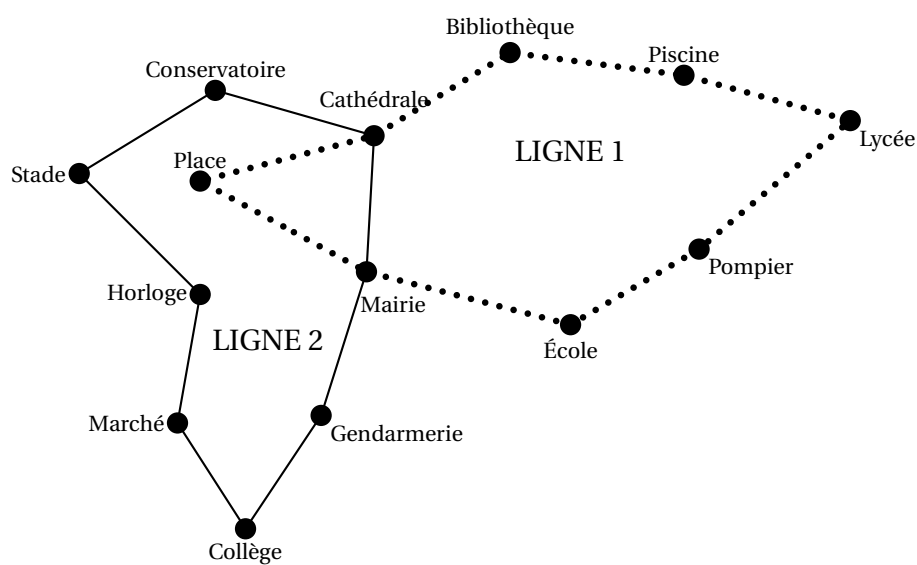 Bibliothèque
Piscine
Conservatoire
Cathédrale
Lycée
LIGNE 1
Place
Stade
Pompier
Horloge
Mairie
LIGNE 2
École
Marché
Gendarmerie
Collège